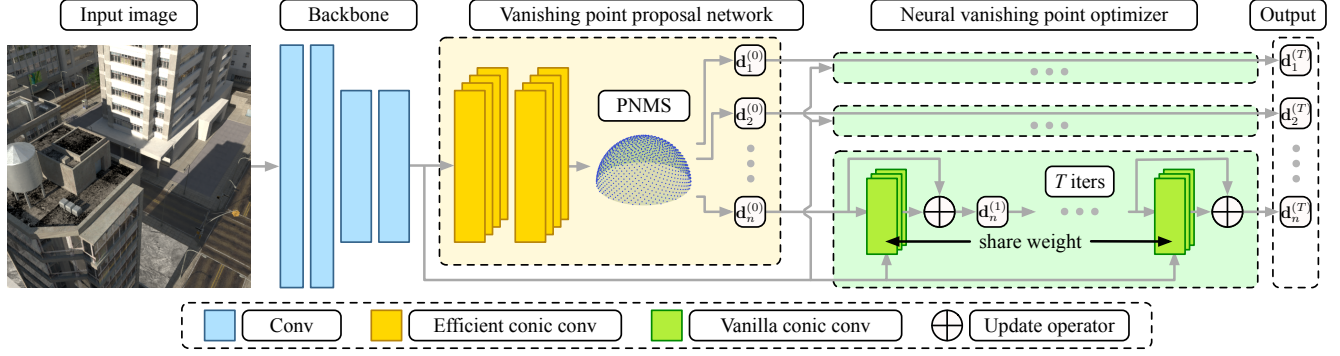 Input image
Backbone
Vanishing point proposal network
Neural vanishing point optimizer
Output
PNMS
d_1^(0)
d_2^(0)
d_n^(0)
d_n^(1)
T iters
share weight
d_1^(T)
d_2^(T)
d_n^(T)
Conv
Efficient conic conv
Vanilla conic conv
Update operator